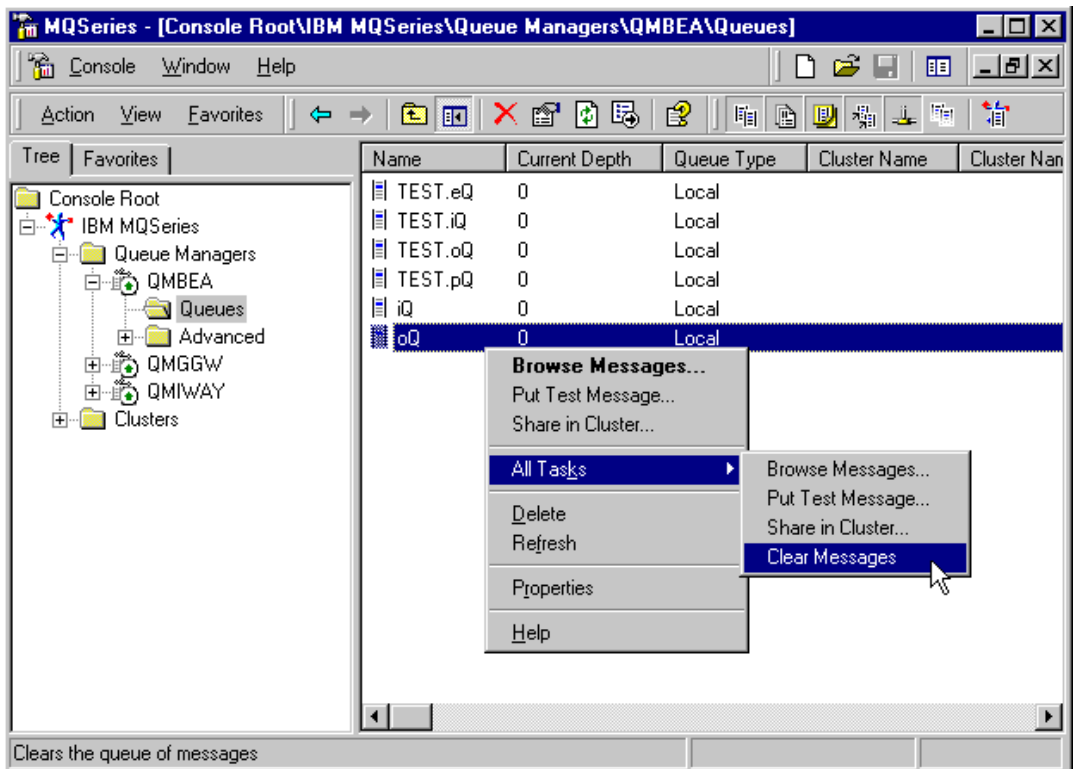 MQSeries - [Console Root\IBM MQSeries\Queue Managers\QMBEA\Queues]
Console Window Help
Action View Favorites
Tree Favorites
Name Current Depth Queue Type Cluster Name Cluster Nan
Console Root
IBM MQSeries
Queue Managers
QMBEA
Queues
Advanced
QMGGW
QMIWAY
Clusters
TEST.eQ 0 Local
TEST.iQ 0 Local
TEST.oQ 0 Local
TEST.pQ 0 Local
iQ 0 Local
oQ 0 Local
Browse Messages...
Put Test Message...
Share in Cluster...
All Tasks
Delete
Refresh
Properties
Help
Browse Messages...
Put Test Message...
Share in Cluster...
Clear Messages
Clears the queue of messages